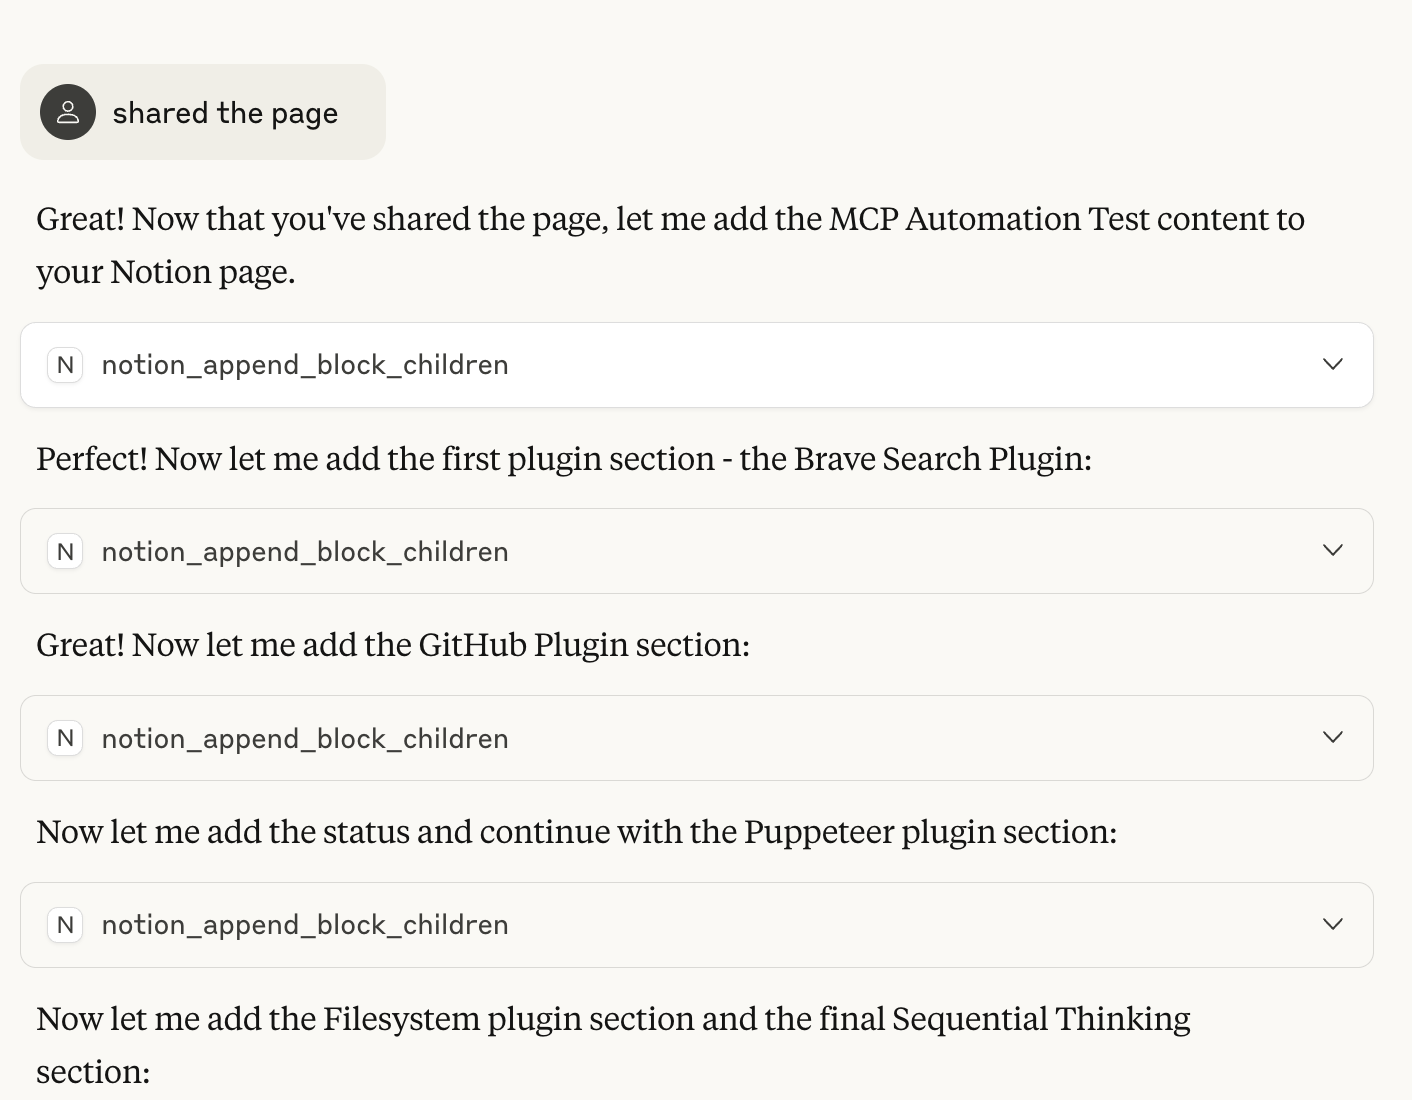 shared the page
Great! Now that you've shared the page, let me add the MCP Automation Test content to
your Notion page.
N notion_append_block_children
Perfect! Now let me add the first plugin section - the Brave Search Plugin:
N notion_append_block_children
Great! Now let me add the GitHub Plugin section:
N notion_append_block_children
Now let me add the status and continue with the Puppeteer plugin section:
N notion_append_block_children
Now let me add the Filesystem plugin section and the final Sequential Thinking
section: